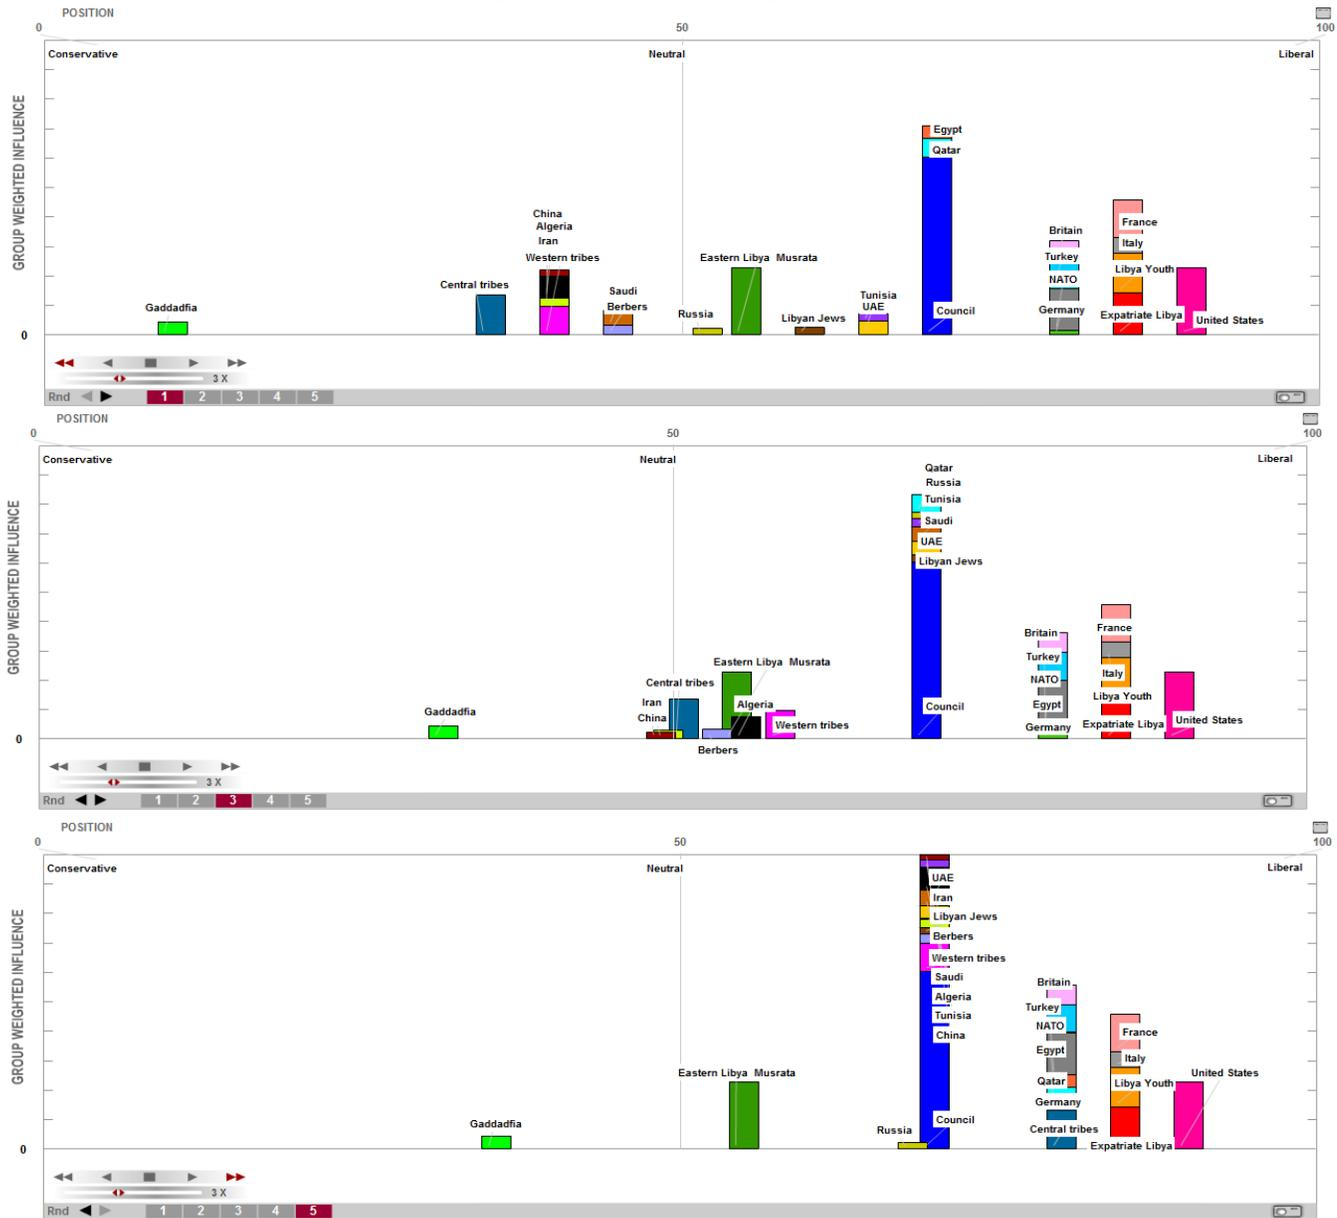 POSITION
0 50 100
Conservative Neutral Liberal
GROUP WEIGHTED INFLUENCE
Egypt
Qatar
China
Algeria
Iran
Western tribes
Central tribes
Gaddadfia
Saudi
Berbers
Russia
Eastern Libya Musrata
Libyan Jews
Tunisia
UAE
Council
Britain
Turkey
NATO
Germany
France
Italy
Libya Youth
Expatriate Libya
United States
0
3 X
Rnd 1 2 3 4 5
POSITION
0 50 100
Conservative Neutral Liberal
GROUP WEIGHTED INFLUENCE
Qatar
Russia
Tunisia
Saudi
UAE
Libyan Jews
Eastern Libya Musrata
Central tribes
Iran
China
Algeria
Western tribes
Berbers
Gaddadfia
Council
Britain
Turkey
NATO
Egypt
Germany
France
Italy
Libya Youth
Expatriate Libya
United States
0
3 X
Rnd 1 2 3 4 5
POSITION
0 50 100
Conservative Neutral Liberal
GROUP WEIGHTED INFLUENCE
UAE
Iran
Libyan Jews
Berbers
Western tribes
Saudi
Algeria
Tunisia
China
Council
Russia
Eastern Libya Musrata
Gaddadfia
Britain
Turkey
NATO
Egypt
Qatar
Germany
Central tribes
France
Italy
Libya Youth
Expatriate Libya
United States
0
3 X
Rnd 1 2 3 4 5